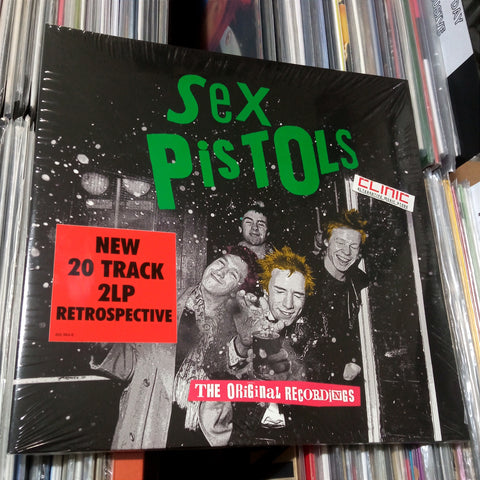 SEX
PISTOLS
CLINIC
NEW
20 TRACK
2LP
RETROSPECTIVE
THE ORIGINAL RECORDINGS